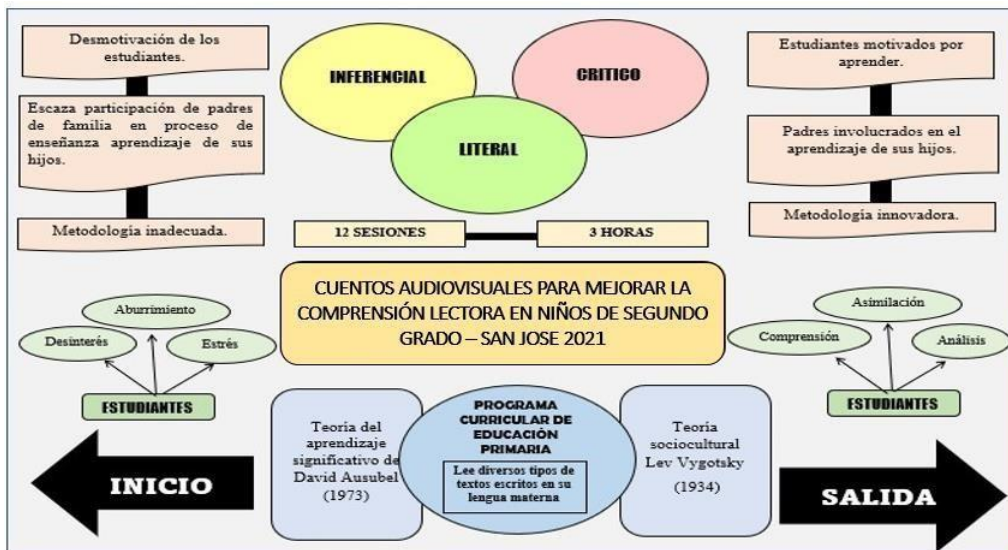 Desmotivación de los
estudiantes.
Escaza participación de padres
de familia en proceso de
enseñanza aprendizaje de sus
hijos.
Metodología inadecuada.
INFERENCIAL
CRITICO
LITERAL
Estudiantes motivados por
aprender.
Padres involucrados en el
aprendizaje de sus hijos.
Metodología innovadora.
12 SESIONES
3 HORAS
CUENTOS AUDIOVISUALES PARA MEJORAR LA
COMPRENSIÓN LECTORA EN NIÑOS DE SEGUNDO
GRADO – SAN JOSE 2021
Aburrimiento
Desinterés
Estrés
ESTUDIANTES
Asimilación
Comprensión
Análisis
ESTUDIANTES
INICIO
Teoría del
aprendizaje
significativo de
David Ausubel
(1973)
PROGRAMA
CURRICULAR DE
EDUCACIÓN
PRIMARIA
Lee diversos tipos de
textos escritos en su
lengua materna
Teoría
sociocultural
Lev Vygotsky
(1934)
SALIDA